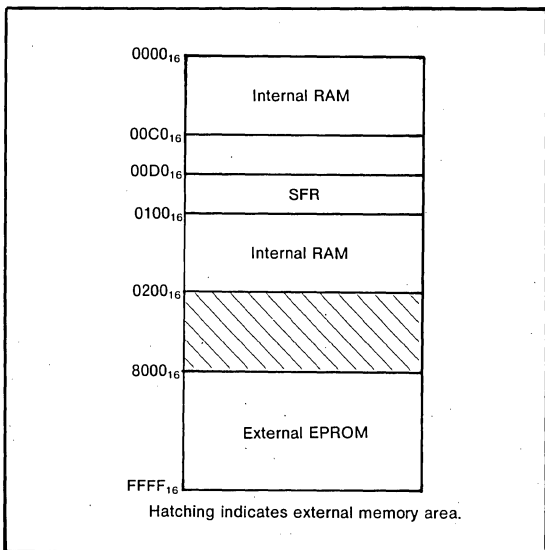 0000₁₆
Internal RAM
00C0₁₆
00D0₁₆
SFR
0100₁₆
Internal RAM
0200₁₆
8000₁₆
External EPROM
FFFF₁₆
Hatching indicates external memory area.